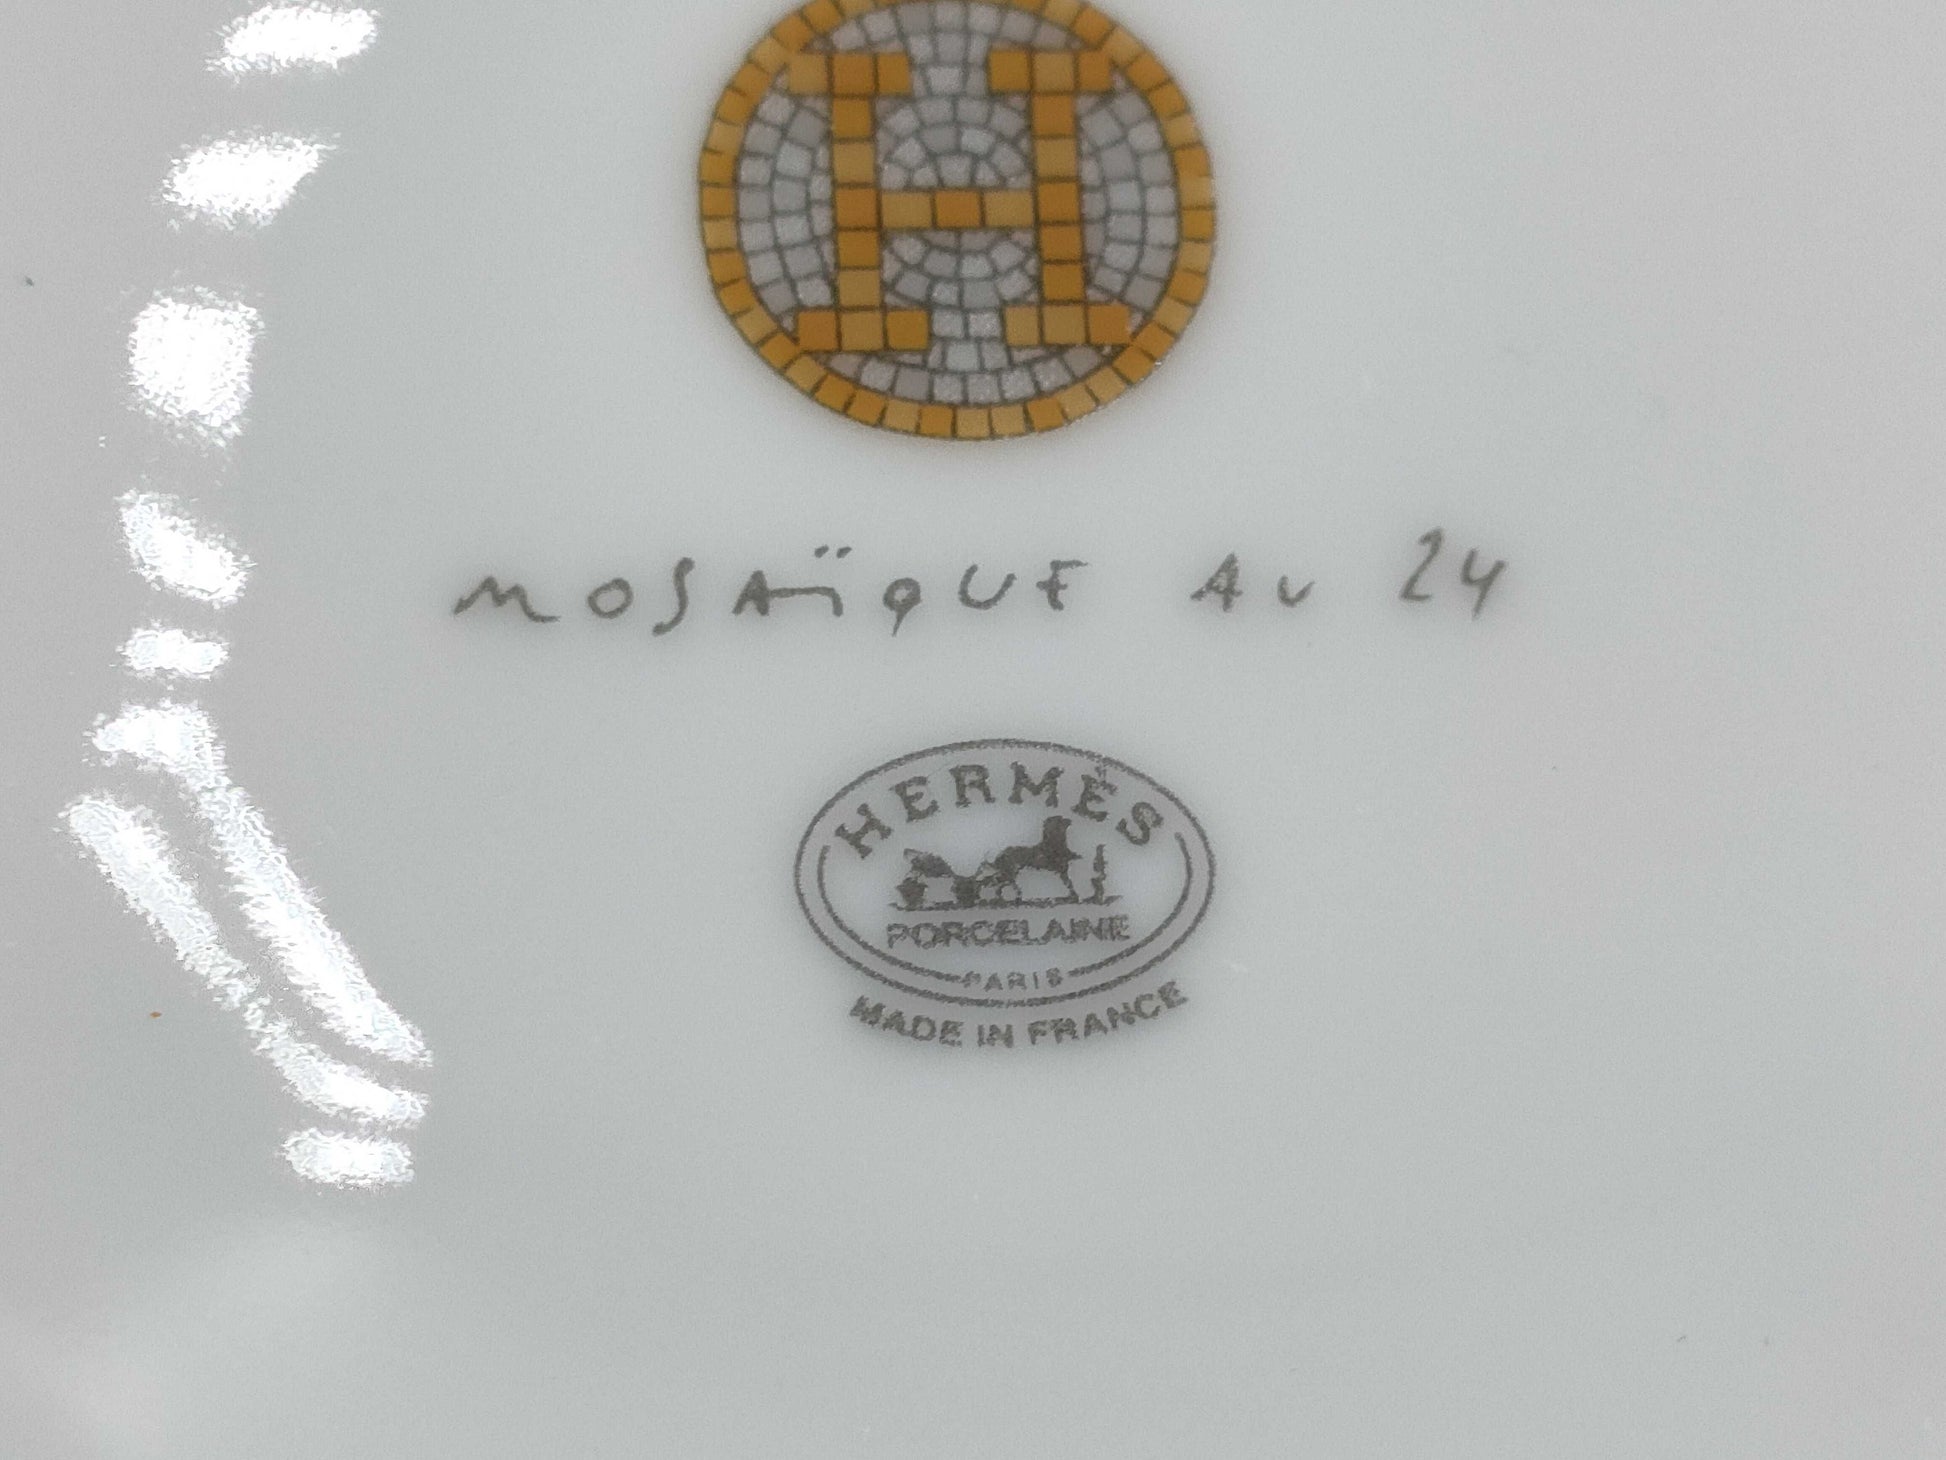 H
MOSAÏQUE AU 24
HERMÈS
PORCELAINE
PARIS
MADE IN FRANCE